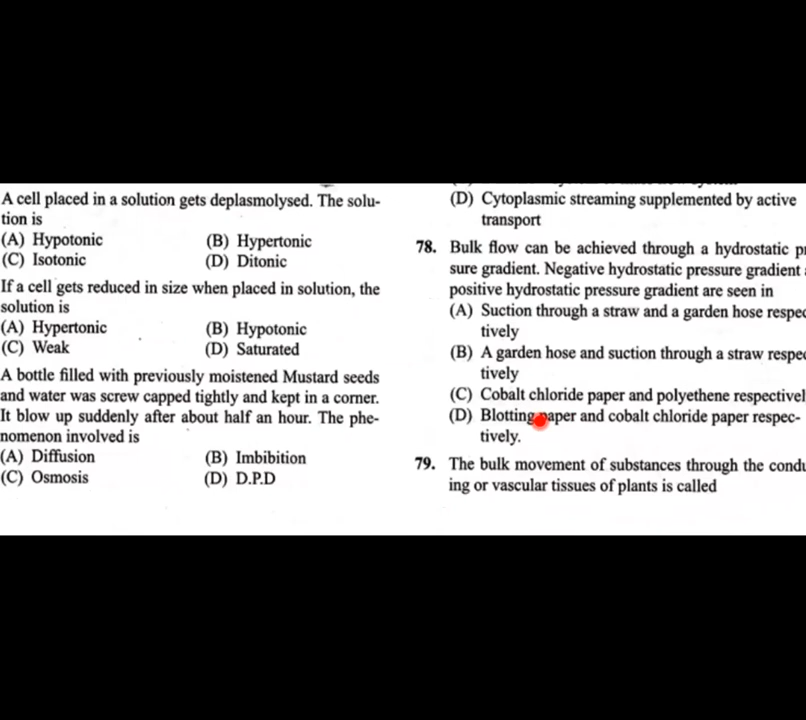 A cell placed in a solution gets deplasmolysed. The solu-
tion is
(A) Hypotonic (B) Hypertonic
(C) Isotonic (D) Ditonic
If a cell gets reduced in size when placed in solution, the
solution is
(A) Hypertonic (B) Hypotonic
(C) Weak (D) Saturated
A bottle filled with previously moistened Mustard seeds
and water was screw capped tightly and kept in a corner.
It blow up suddenly after about half an hour. The phe-
nomenon involved is
(A) Diffusion (B) Imbibition
(C) Osmosis (D) D.P.D
(D) Cytoplasmic streaming supplemented by active
transport
78. Bulk flow can be achieved through a hydrostatic pr
sure gradient. Negative hydrostatic pressure gradient
positive hydrostatic pressure gradient are seen in
(A) Suction through a straw and a garden hose respec
tively
(B) A garden hose and suction through a straw respec
tively
(C) Cobalt chloride paper and polyethene respectivel
(D) Blotting paper and cobalt chloride paper respec-
tively.
79. The bulk movement of substances through the condu
ing or vascular tissues of plants is called